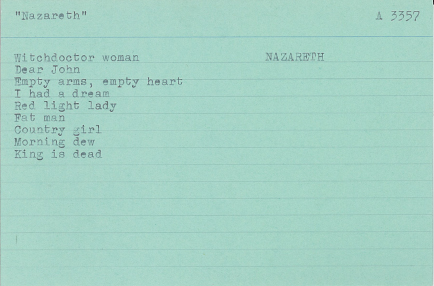 "Nazareth" A 3357
Witchdoctor woman NAZARETH
Dear John
Empty arms, empty heart
I had a dream
Red light lady
Fat man
Country girl
Morning dew
King is dead